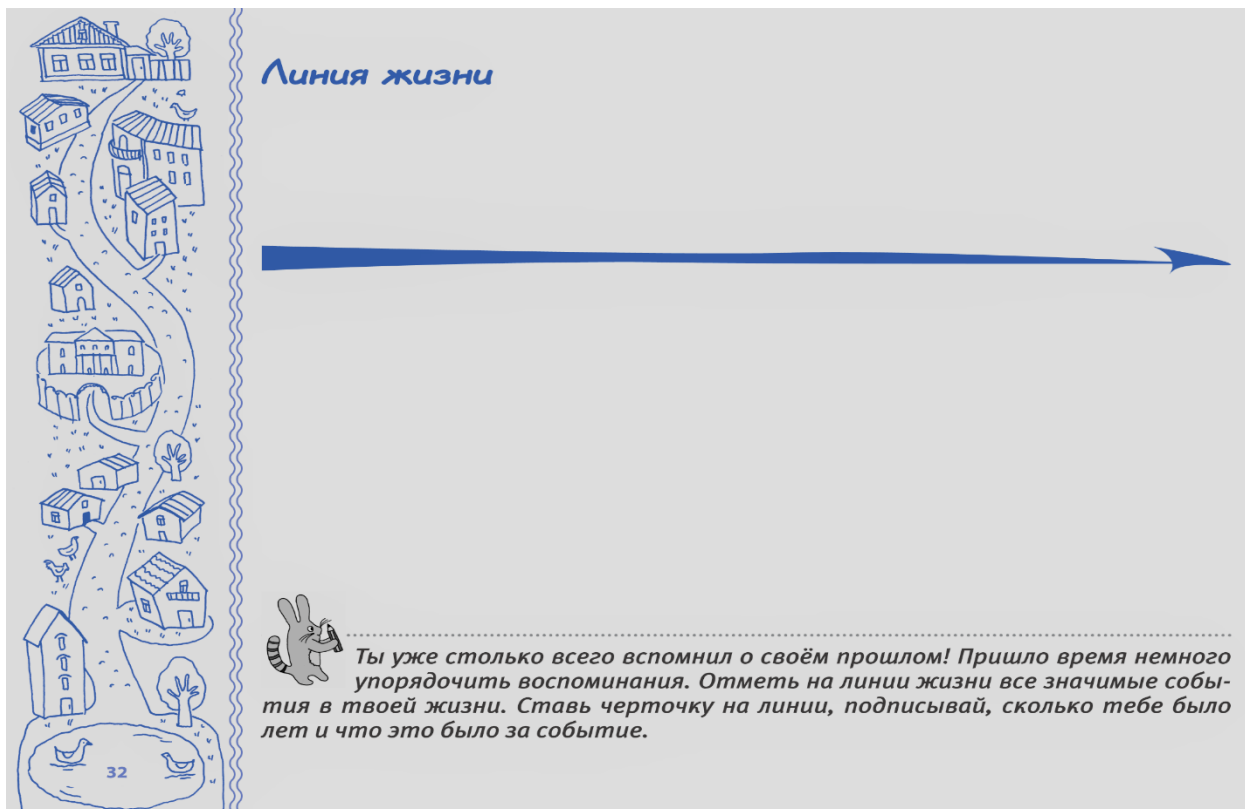 Линия жизни
Ты уже столько всего вспомнил о своём прошлом! Пришло время немного
упорядочить воспоминания. Отметь на линии жизни все значимые собы-
тия в твоей жизни. Ставь черточку на линии, подписывай, сколько тебе было
лет и что это было за событие.
32